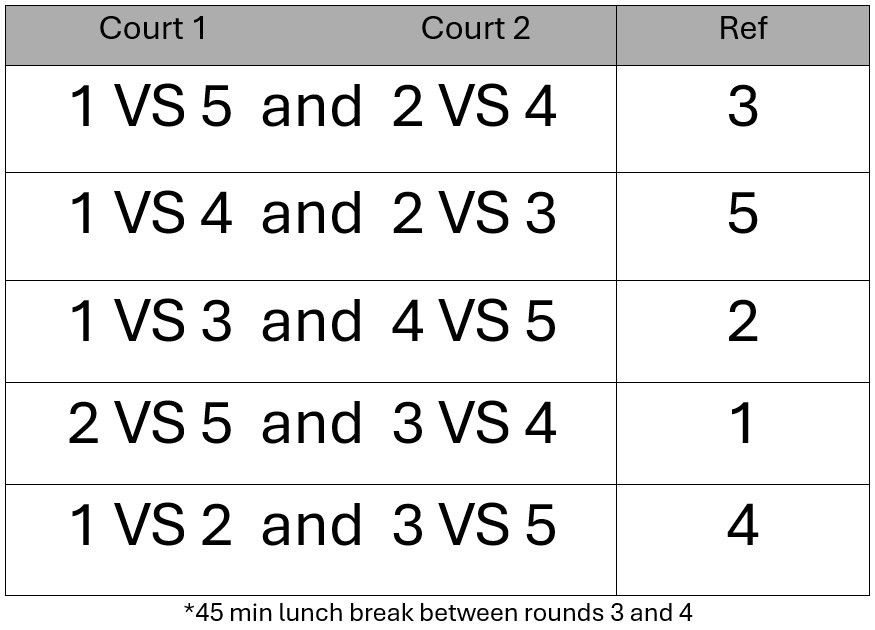 Court 1 Court 2 Ref
1 VS 5 and 2 VS 4 3
1 VS 4 and 2 VS 3 5
1 VS 3 and 4 VS 5 2
2 VS 5 and 3 VS 4 1
1 VS 2 and 3 VS 5 4
*45 min lunch break between rounds 3 and 4